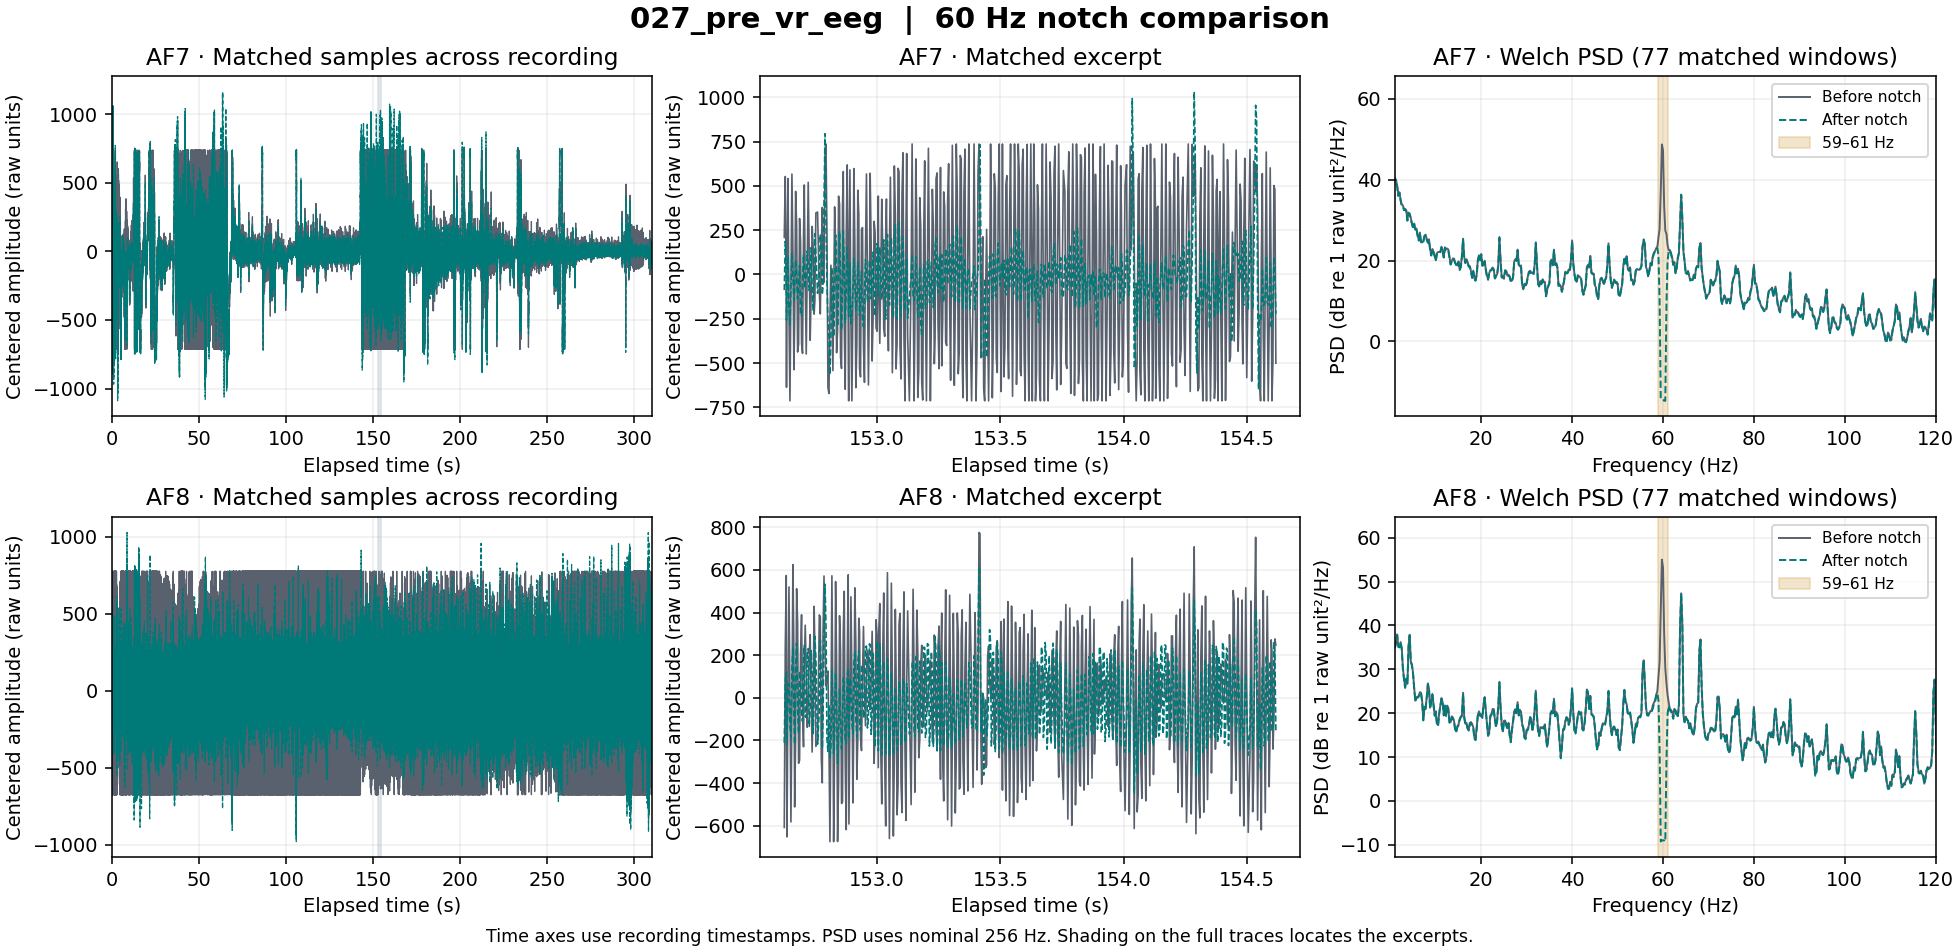 027_pre_vr_eeg  |  60 Hz notch comparison
AF7 · Matched samples across recording
Centered amplitude (raw units)
1000
500
0
−500
−1000
0
50
100
150
200
250
300
Elapsed time (s)
AF7 · Matched excerpt
Centered amplitude (raw units)
1000
750
500
250
0
−250
−500
−750
153.0
153.5
154.0
154.5
Elapsed time (s)
AF7 · Welch PSD (77 matched windows)
PSD (dB re 1 raw unit²/Hz)
60
40
20
0
Before notch
After notch
59–61 Hz
20
40
60
80
100
120
Frequency (Hz)
AF8 · Matched samples across recording
Centered amplitude (raw units)
1000
500
0
−500
−1000
0
50
100
150
200
250
300
Elapsed time (s)
AF8 · Matched excerpt
Centered amplitude (raw units)
800
600
400
200
0
−200
−400
−600
153.0
153.5
154.0
154.5
Elapsed time (s)
AF8 · Welch PSD (77 matched windows)
PSD (dB re 1 raw unit²/Hz)
60
50
40
30
20
10
0
−10
Before notch
After notch
59–61 Hz
20
40
60
80
100
120
Frequency (Hz)
Time axes use recording timestamps. PSD uses nominal 256 Hz. Shading on the full traces locates the excerpts.